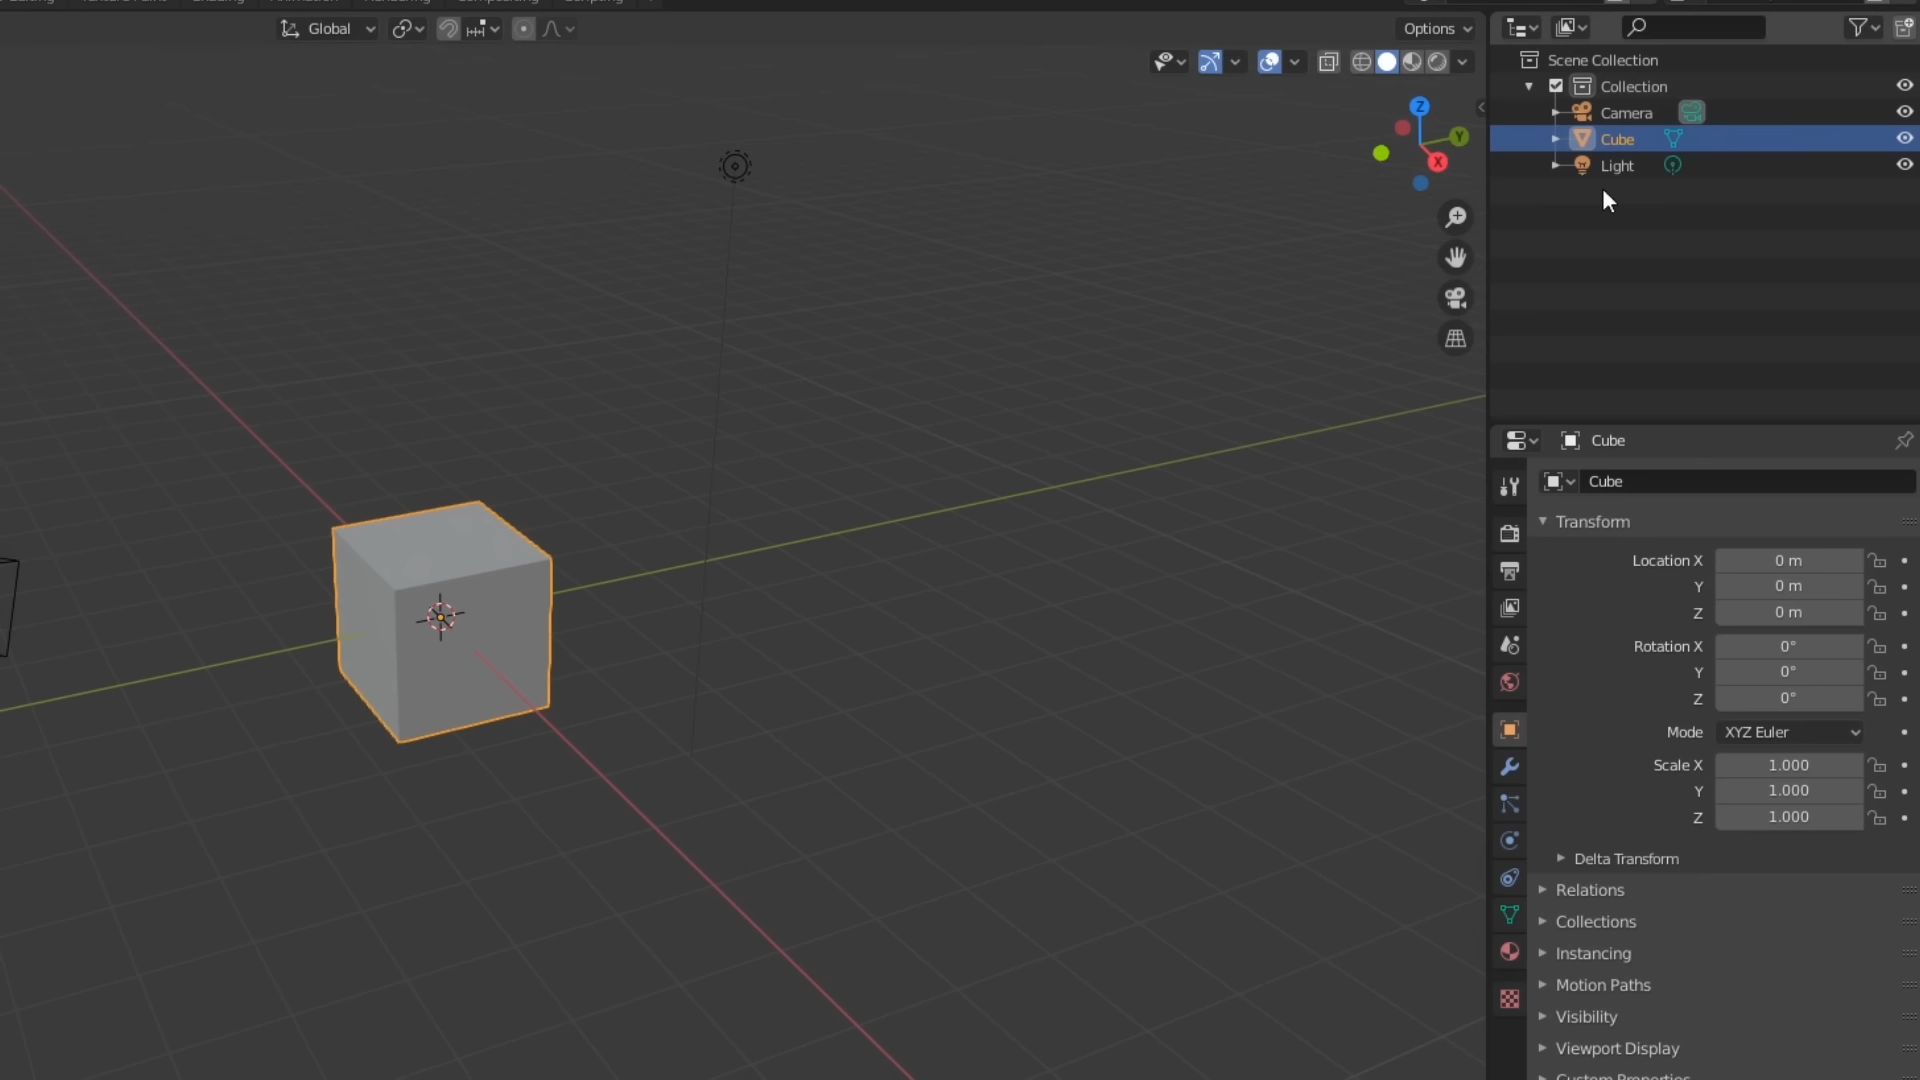 Global
Options
Scene Collection
Collection
Camera
Cube
Light
Z
Y
X
Cube
Cube
Transform
Location X 0 m
Y 0 m
Z 0 m
Rotation X 0°
Y 0°
Z 0°
Mode XYZ Euler
Scale X 1.000
Y 1.000
Z 1.000
Delta Transform
Relations
Collections
Instancing
Motion Paths
Visibility
Viewport Display
Custom Properties